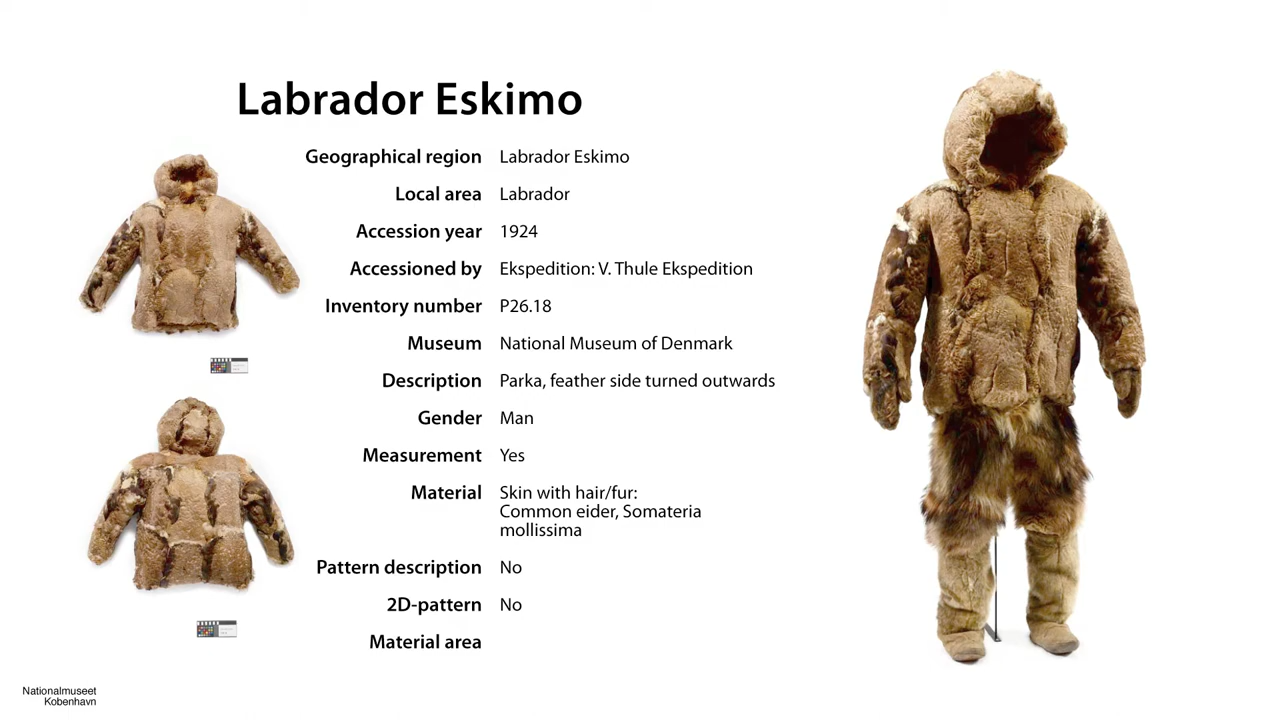 Labrador Eskimo
Geographical region Labrador Eskimo
Local area Labrador
Accession year 1924
Accessioned by Ekspedition: V. Thule Ekspedition
Inventory number P26.18
Museum National Museum of Denmark
Description Parka, feather side turned outwards
Gender Man
Measurement Yes
Material Skin with hair/fur:
Common eider, Somateria
mollissima
Pattern description No
2D-pattern No
Material area
Nationalmuseet
Kobenhavn